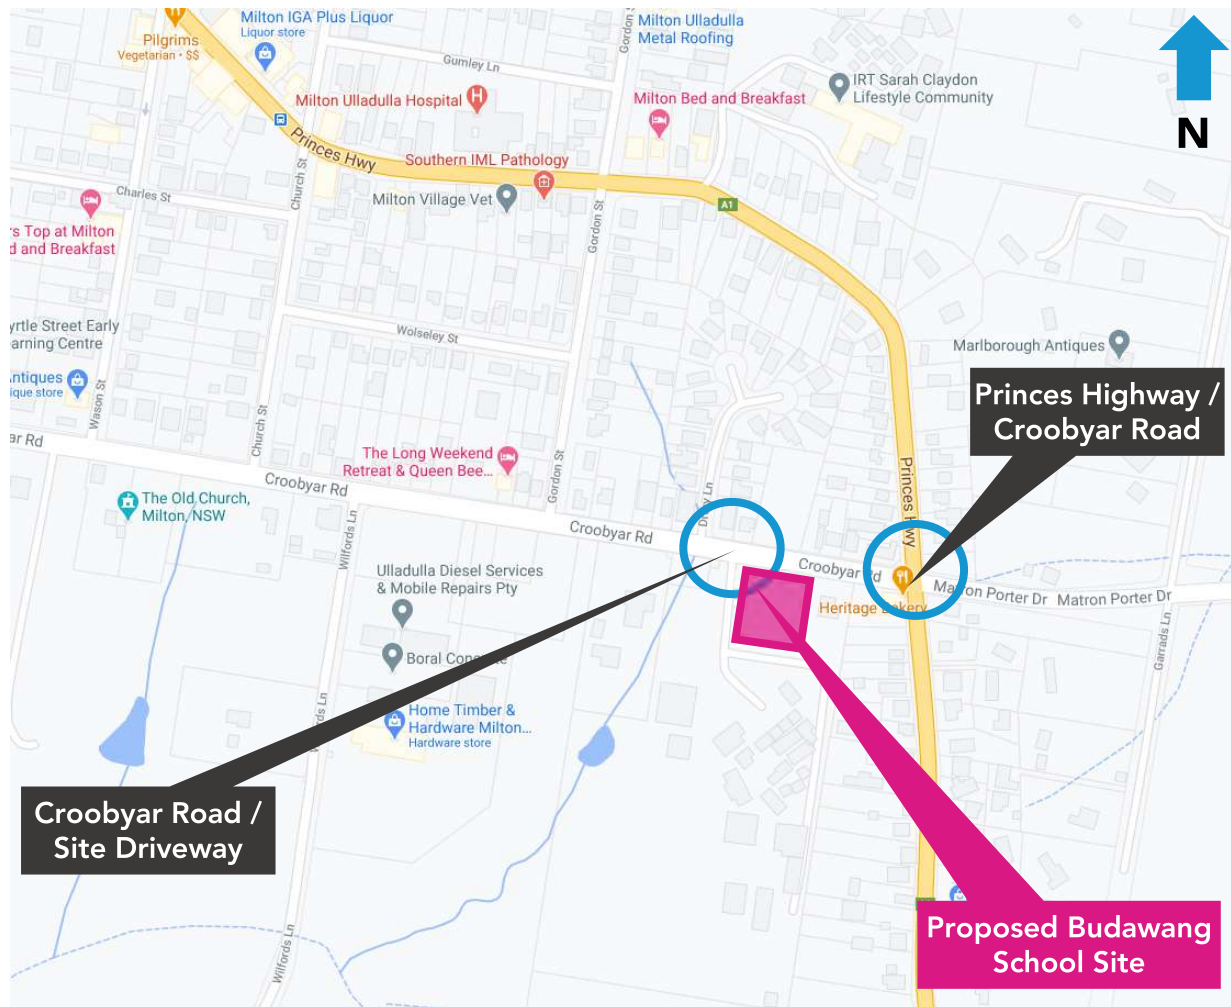 Milton IGA Plus Liquor
Liquor store
Pilgrims
Vegetarian • $$
Gordon St
Milton Ulladulla
Metal Roofing
N
Gumley Ln
Milton Ulladulla Hospital
H
Milton Bed and Breakfast
IRT Sarah Claydon
Lifestyle Community
Princes Hwy
Church St
Southern IML Pathology
Milton Village Vet
A1
Charles St
rs Top at Milton
d and Breakfast
Gordon St
Wolseley St
yrtle Street Early
arning Centre
Antiques
ique store
Wason St
Church St
Marlborough Antiques
Princes Highway /
Croobyar Road
ar Rd
The Long Weekend
Retreat & Queen Bee...
Gordon St
Princes Hwy
Croobyar Rd
The Old Church,
Milton, NSW
Wilfords Ln
Croobyar Rd
Croobyar Rd
Ulladulla Diesel Services
& Mobile Repairs Pty
Heritage Bakery
Matron Porter Dr
Matron Porter Dr
Garrads Ln
Boral Concrete
Home Timber &
Hardware Milton...
Hardware store
Croobyar Road /
Site Driveway
Proposed Budawang
School Site
Wilfords Ln